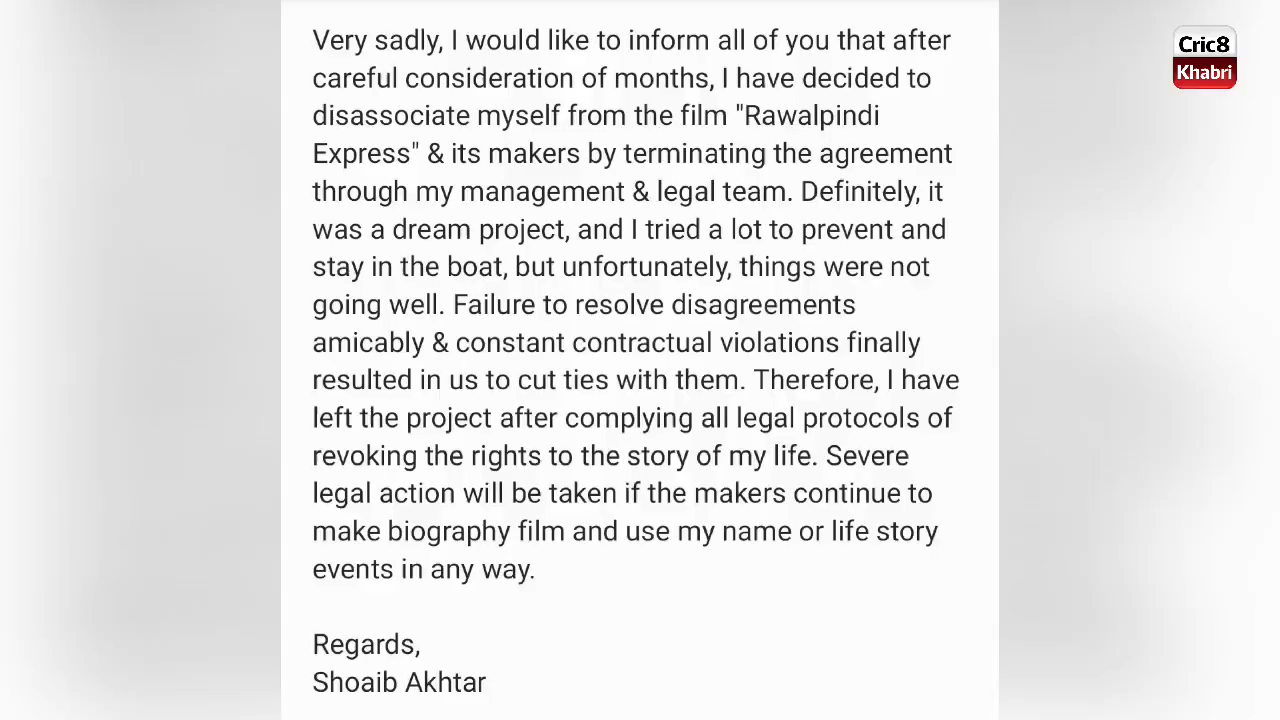 Very sadly, I would like to inform all of you that after
careful consideration of months, I have decided to
disassociate myself from the film "Rawalpindi
Express" & its makers by terminating the agreement
through my management & legal team. Definitely, it
was a dream project, and I tried a lot to prevent and
stay in the boat, but unfortunately, things were not
going well. Failure to resolve disagreements
amicably & constant contractual violations finally
resulted in us to cut ties with them. Therefore, I have
left the project after complying all legal protocols of
revoking the rights to the story of my life. Severe
legal action will be taken if the makers continue to
make biography film and use my name or life story
events in any way.
Regards,
Shoaib Akhtar
Cric8
Khabri